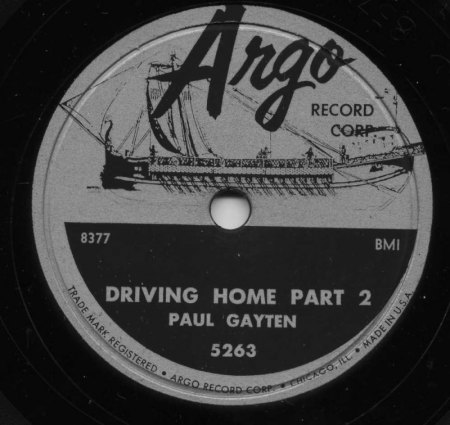 Argo
RECORD
CORP
8377
BMI
DRIVING HOME PART 2
PAUL GAYTEN
5263
TRADE MARK REGISTERED • ARGO RECORD CORP. • CHICAGO, ILL. • MADE IN U.S.A.